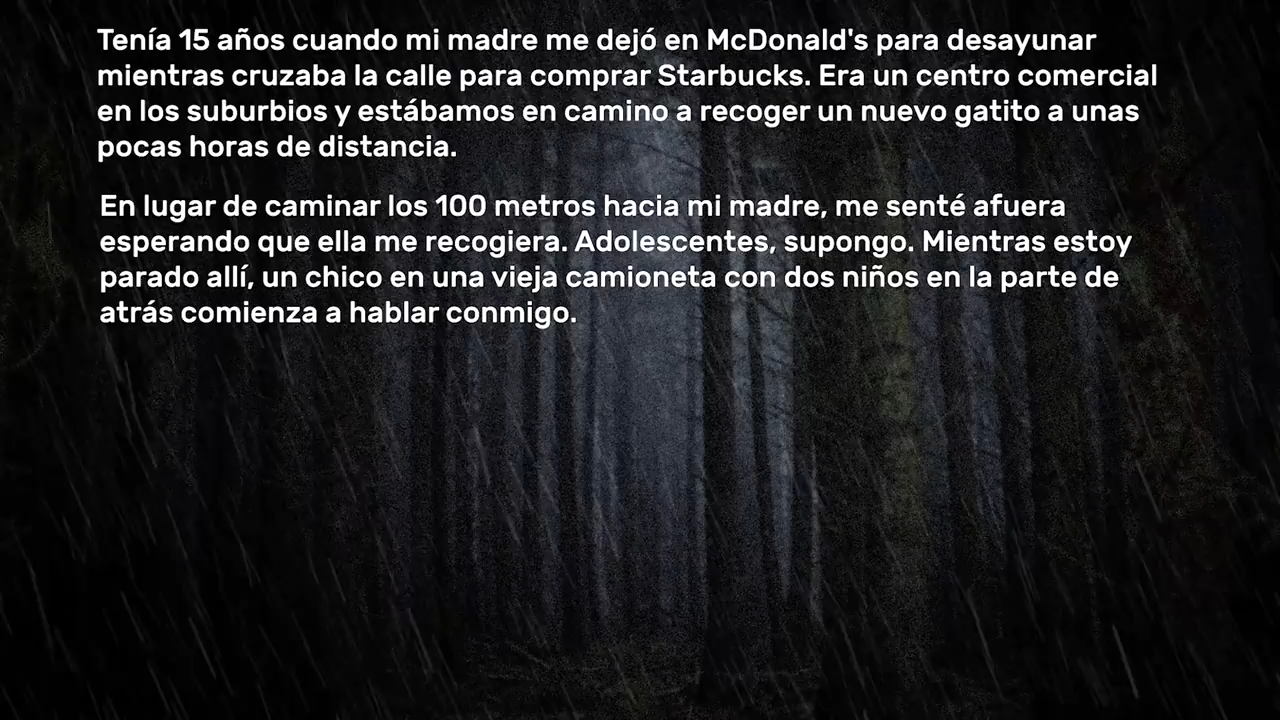 Tenía 15 años cuando mi madre me dejó en McDonald's para desayunar
mientras cruzaba la calle para comprar Starbucks. Era un centro comercial
en los suburbios y estábamos en camino a recoger un nuevo gatito a unas
pocas horas de distancia.
En lugar de caminar los 100 metros hacia mi madre, me senté afuera
esperando que ella me recogiera. Adolescentes, supongo. Mientras estoy
parado allí, un chico en una vieja camioneta con dos niños en la parte de
atrás comienza a hablar conmigo.